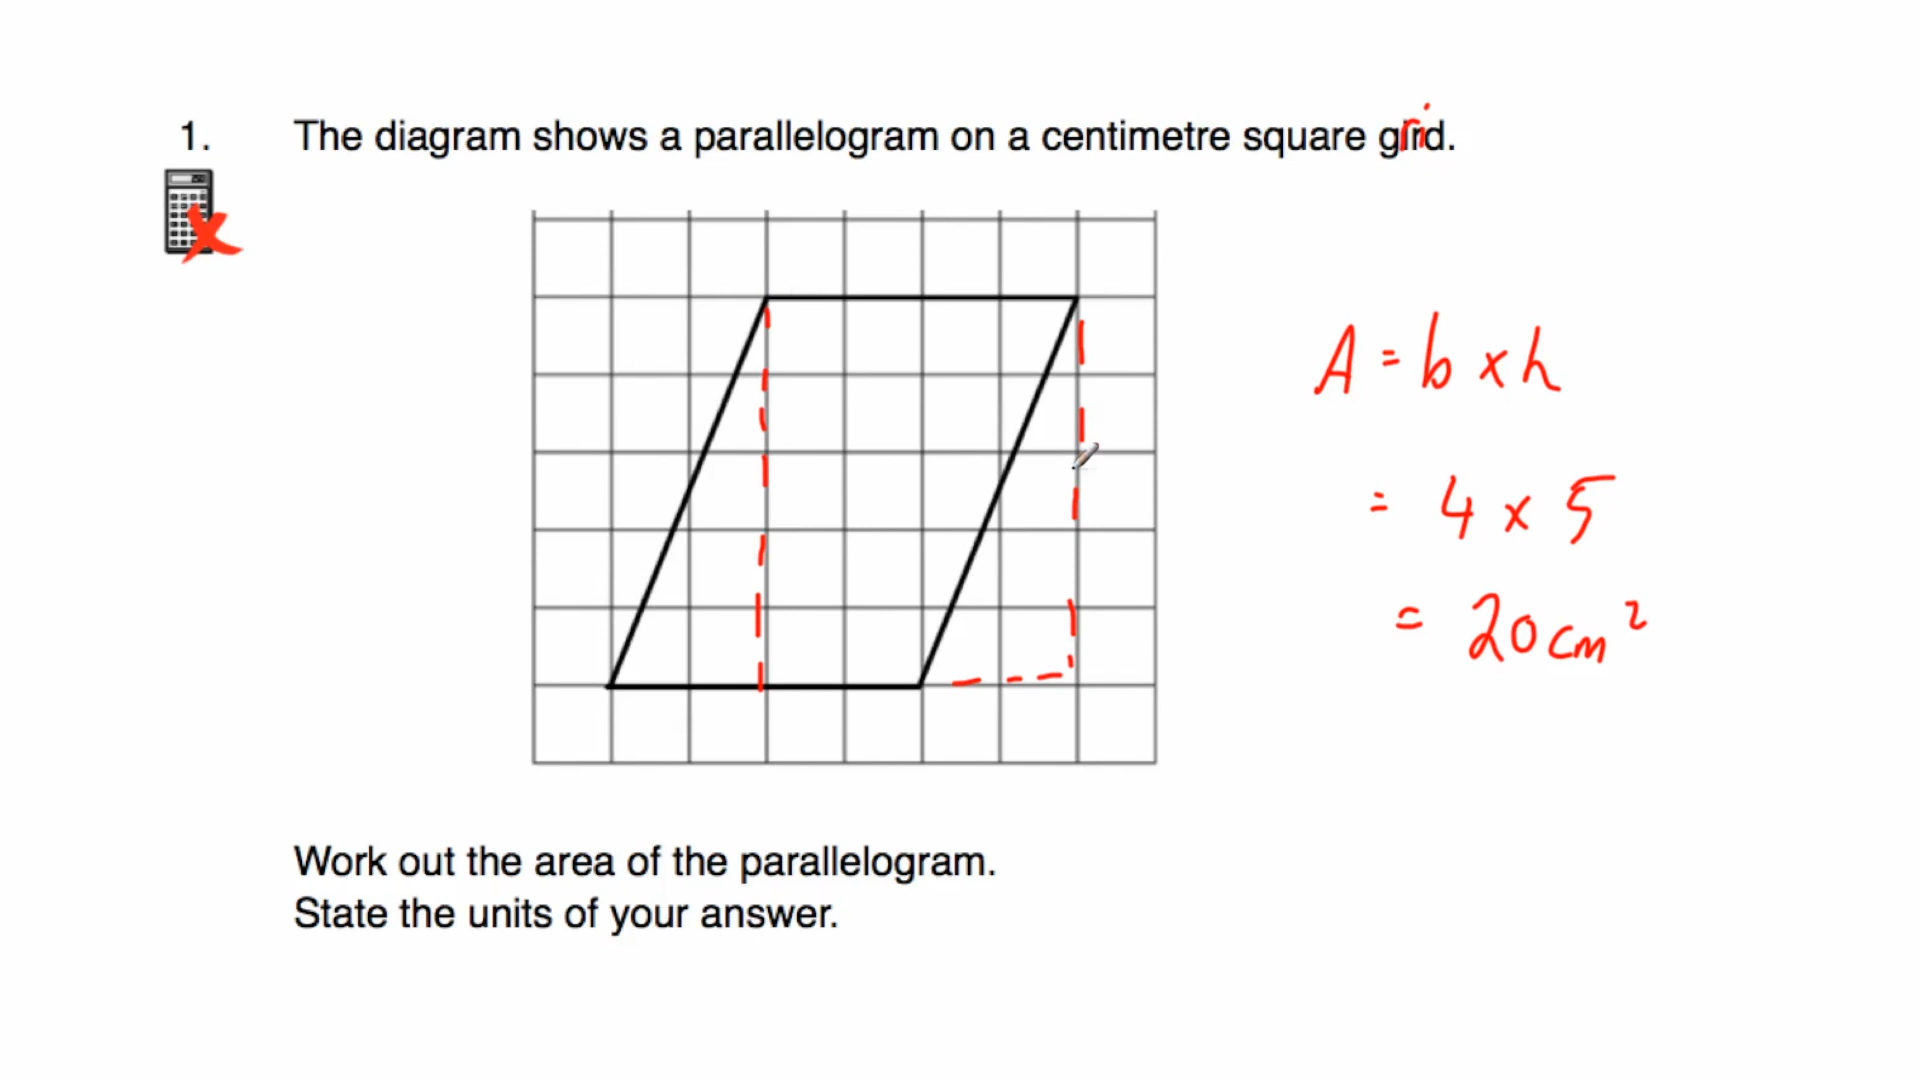 1. The diagram shows a parallelogram on a centimetre square grid.
A = b x h
= 4 x 5
= 20cm²
Work out the area of the parallelogram.
State the units of your answer.